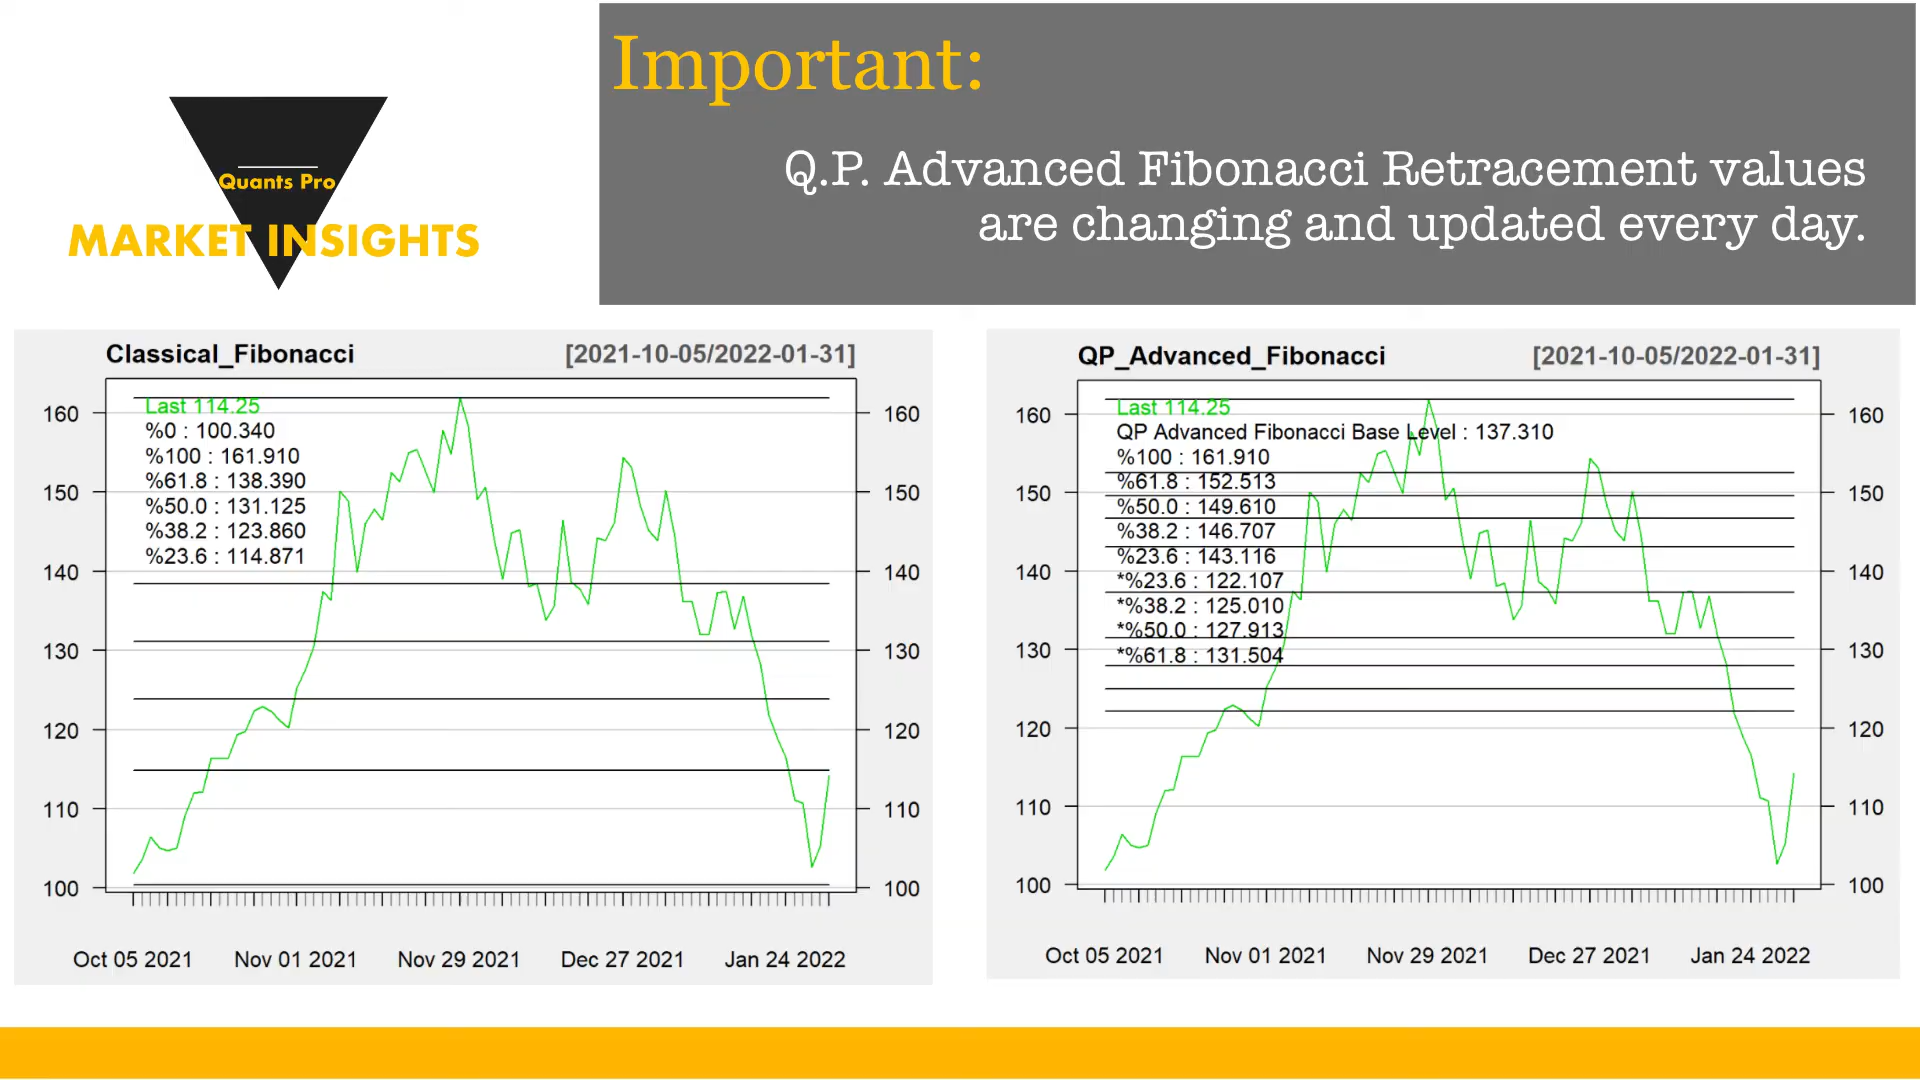 Important:
Q.P. Advanced Fibonacci Retracement values
are changing and updated every day.
Quants Pro
MARKET INSIGHTS
Classical_Fibonacci [2021-10-05/2022-01-31]
Last 114.25
%0 : 100.340
%100 : 161.910
%61.8 : 138.390
%50.0 : 131.125
%38.2 : 123.860
%23.6 : 114.871
160 160
150 150
140 140
130 130
120 120
110 110
100 100
Oct 05 2021 Nov 01 2021 Nov 29 2021 Dec 27 2021 Jan 24 2022
QP_Advanced_Fibonacci [2021-10-05/2022-01-31]
Last 114.25
QP Advanced Fibonacci Base Level : 137.310
%100 : 161.910
%61.8 : 152.513
%50.0 : 149.610
%38.2 : 146.707
%23.6 : 143.116
*%23.6 : 122.107
*%38.2 : 125.010
*%50.0 : 127.913
*%61.8 : 131.504
160 160
150 150
140 140
130 130
120 120
110 110
100 100
Oct 05 2021 Nov 01 2021 Nov 29 2021 Dec 27 2021 Jan 24 2022